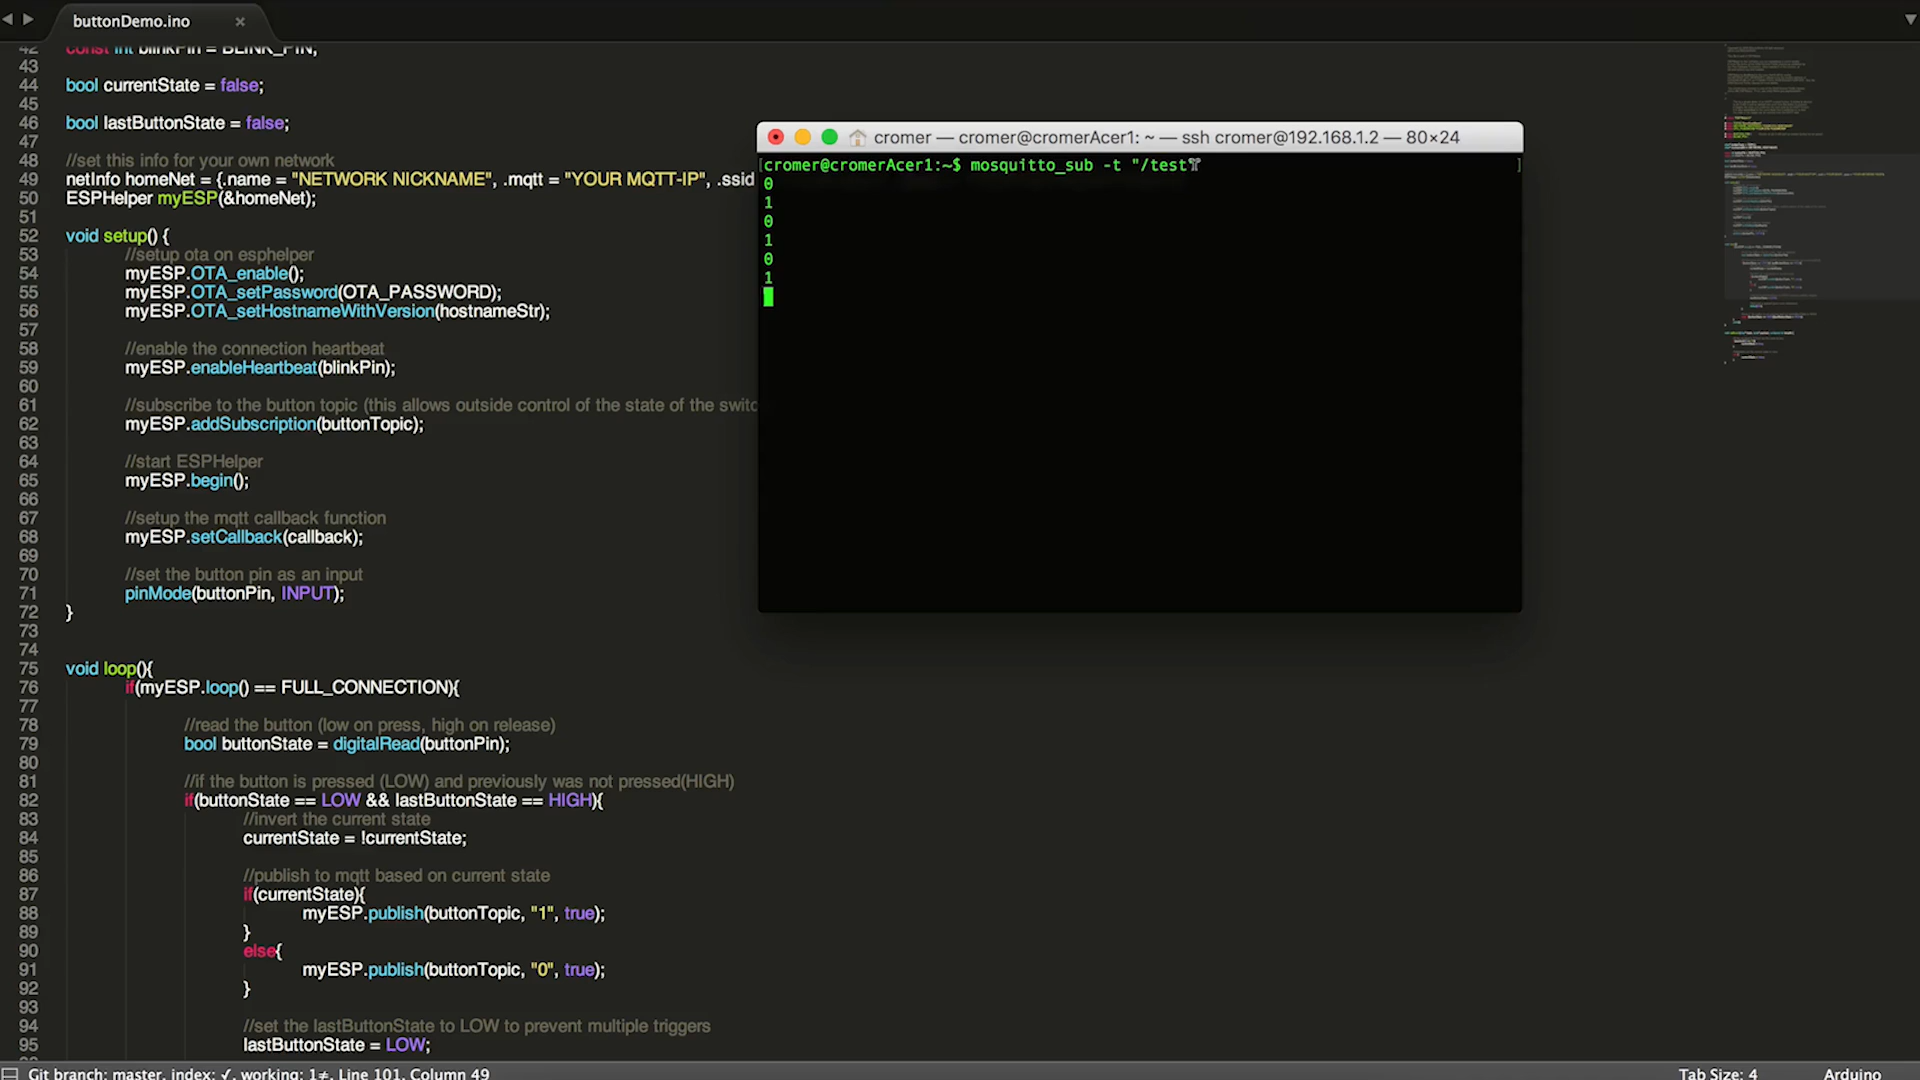 buttonDemo.ino
42 const int blinkPin = BLINK_PIN;
43
44 bool currentState = false;
45
46 bool lastButtonState = false;
47
48 //set this info for your own network
49 netInfo homeNet = {.name = "NETWORK NICKNAME", .mqtt = "YOUR MQTT-IP", .ssid
50 ESPHelper myESP(&homeNet);
51
52 void setup() {
53 //setup ota on esphelper
54 myESP.OTA_enable();
55 myESP.OTA_setPassword(OTA_PASSWORD);
56 myESP.OTA_setHostnameWithVersion(hostnameStr);
57
58 //enable the connection heartbeat
59 myESP.enableHeartbeat(blinkPin);
60
61 //subscribe to the button topic (this allows outside control of the state of the switc
62 myESP.addSubscription(buttonTopic);
63
64 //start ESPHelper
65 myESP.begin();
66
67 //setup the mqtt callback function
68 myESP.setCallback(callback);
69
70 //set the button pin as an input
71 pinMode(buttonPin, INPUT);
72 }
73
74
75 void loop(){
76 if(myESP.loop() == FULL_CONNECTION){
77
78 //read the button (low on press, high on release)
79 bool buttonState = digitalRead(buttonPin);
80
81 //if the button is pressed (LOW) and previously was not pressed(HIGH)
82 if(buttonState == LOW && lastButtonState == HIGH){
83 //invert the current state
84 currentState = !currentState;
85
86 //publish to mqtt based on current state
87 if(currentState){
88 myESP.publish(buttonTopic, "1", true);
89 }
90 else{
91 myESP.publish(buttonTopic, "0", true);
92 }
93
94 //set the lastButtonState to LOW to prevent multiple triggers
95 lastButtonState = LOW;
cromer — cromer@cromerAcer1: ~ — ssh cromer@192.168.1.2 — 80×24
[cromer@cromerAcer1:~$ mosquitto_sub -t "/test ]
0
1
0
1
0
1
Git branch: master, index: ✓, working: 1≠, Line 101, Column 49
Tab Size: 4
Arduino